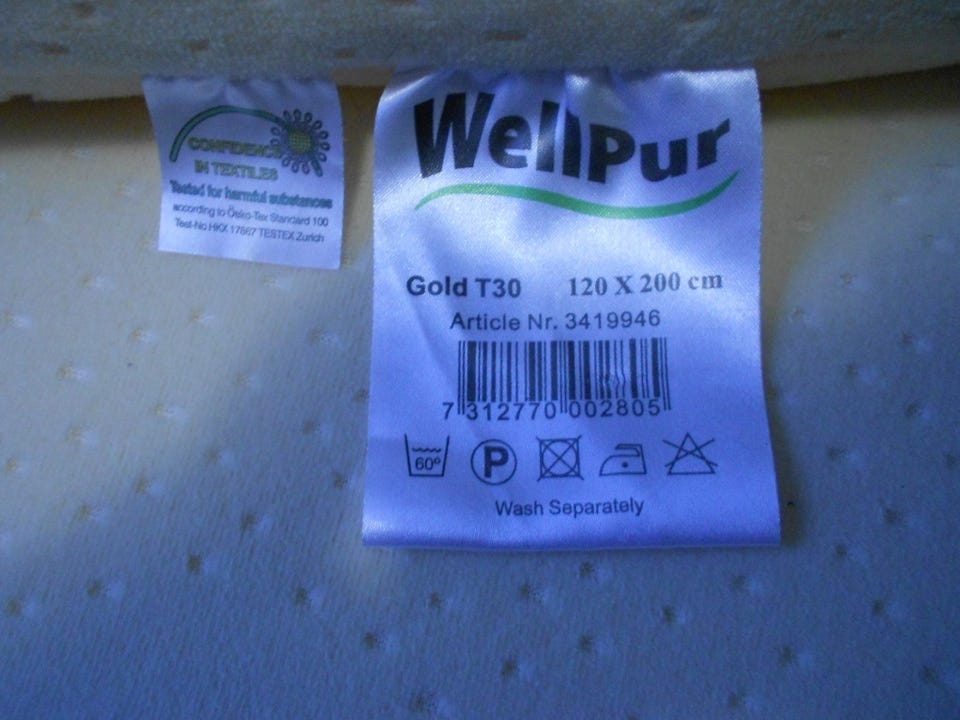 CONFIDENCE
IN TEXTILES
Tested for harmful substances
according to Öeko-Tex Standard 100
Test-No HKX 17867 TESTEX Zurich
WellPur
Gold T30 120 X 200 cm
Article Nr. 3419946
7 312770 002805
60° P
Wash Separately